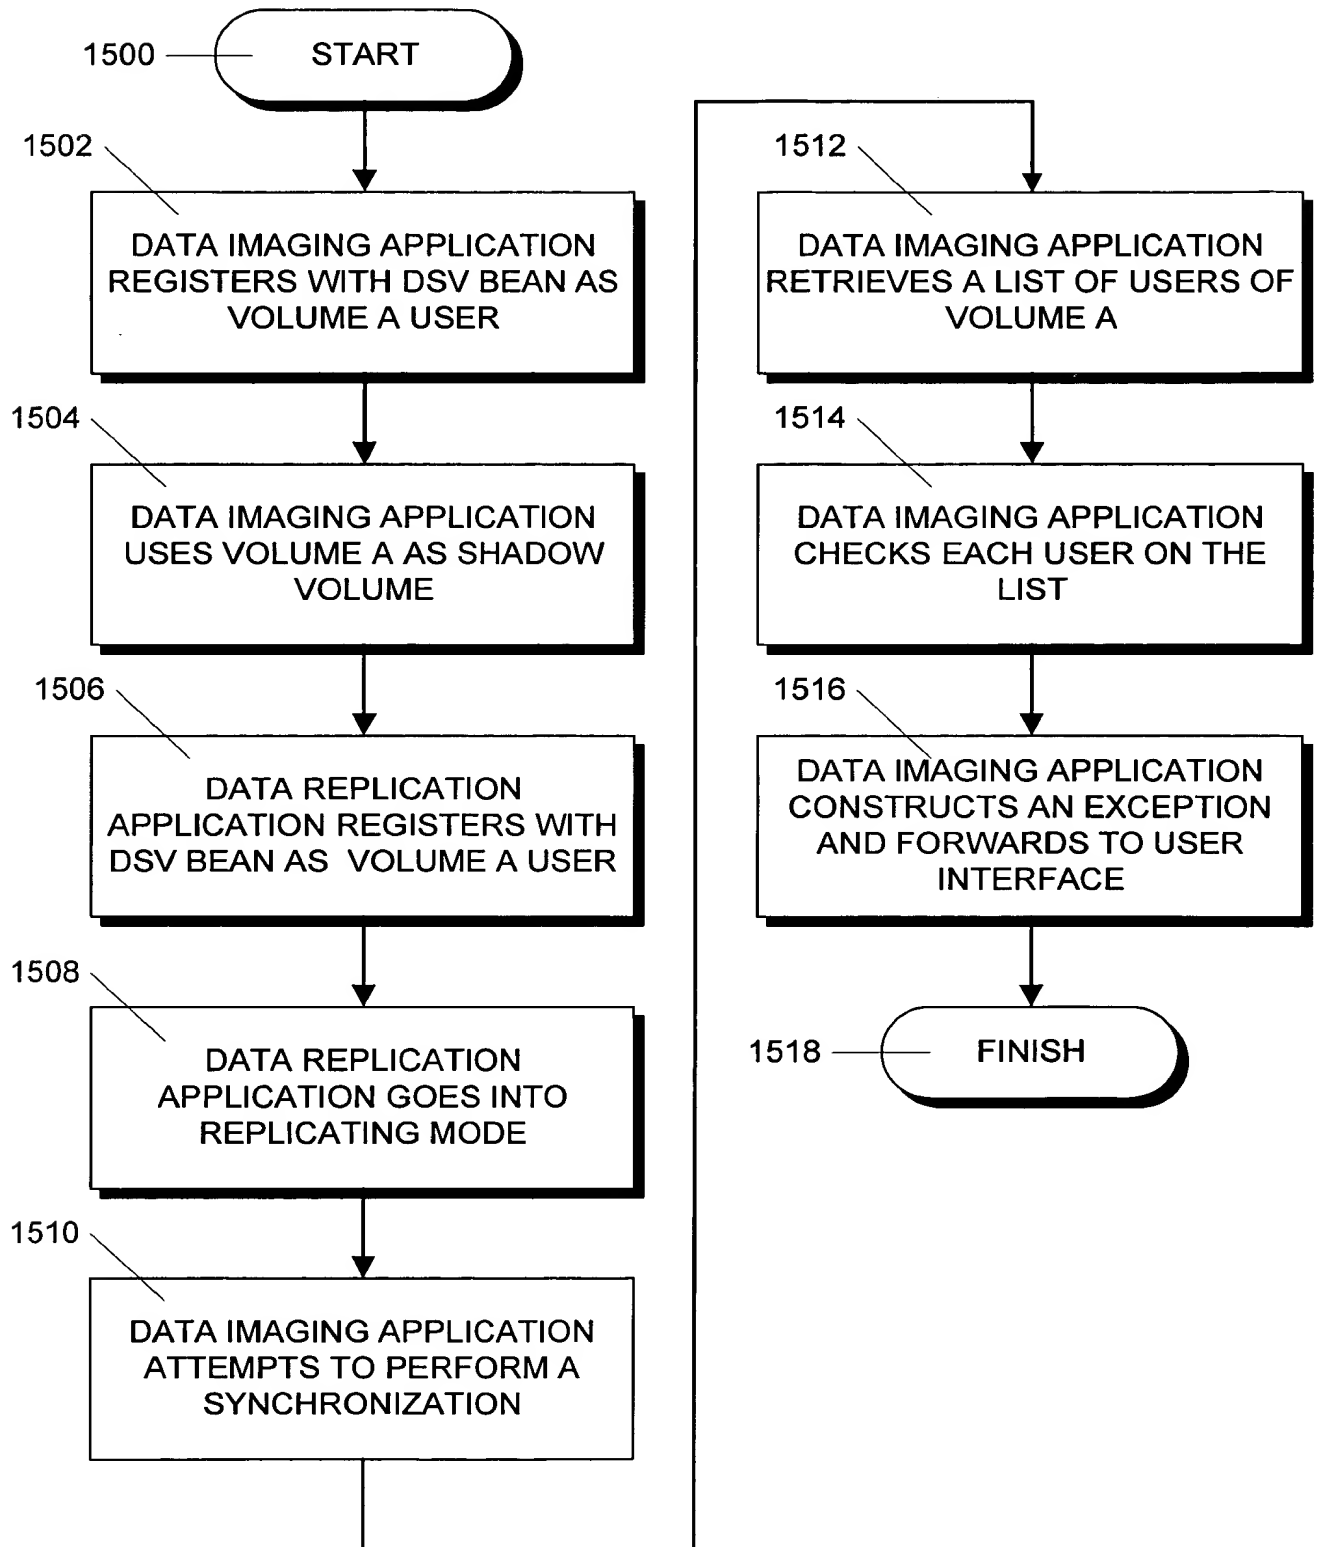 1500
START
1502
DATA IMAGING APPLICATION
REGISTERS WITH DSV BEAN AS
VOLUME A USER
1504
DATA IMAGING APPLICATION
USES VOLUME A AS SHADOW
VOLUME
1506
DATA REPLICATION
APPLICATION REGISTERS WITH
DSV BEAN AS VOLUME A USER
1508
DATA REPLICATION
APPLICATION GOES INTO
REPLICATING MODE
1510
DATA IMAGING APPLICATION
ATTEMPTS TO PERFORM A
SYNCHRONIZATION
1512
DATA IMAGING APPLICATION
RETRIEVES A LIST OF USERS OF
VOLUME A
1514
DATA IMAGING APPLICATION
CHECKS EACH USER ON THE
LIST
1516
DATA IMAGING APPLICATION
CONSTRUCTS AN EXCEPTION
AND FORWARDS TO USER
INTERFACE
1518
FINISH